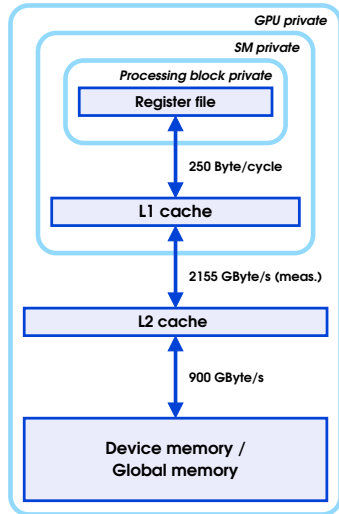 GPU private
SM private
Processing block private
Register file
250 Byte/cycle
L1 cache
2155 GByte/s (meas.)
L2 cache
900 GByte/s
Device memory /
Global memory